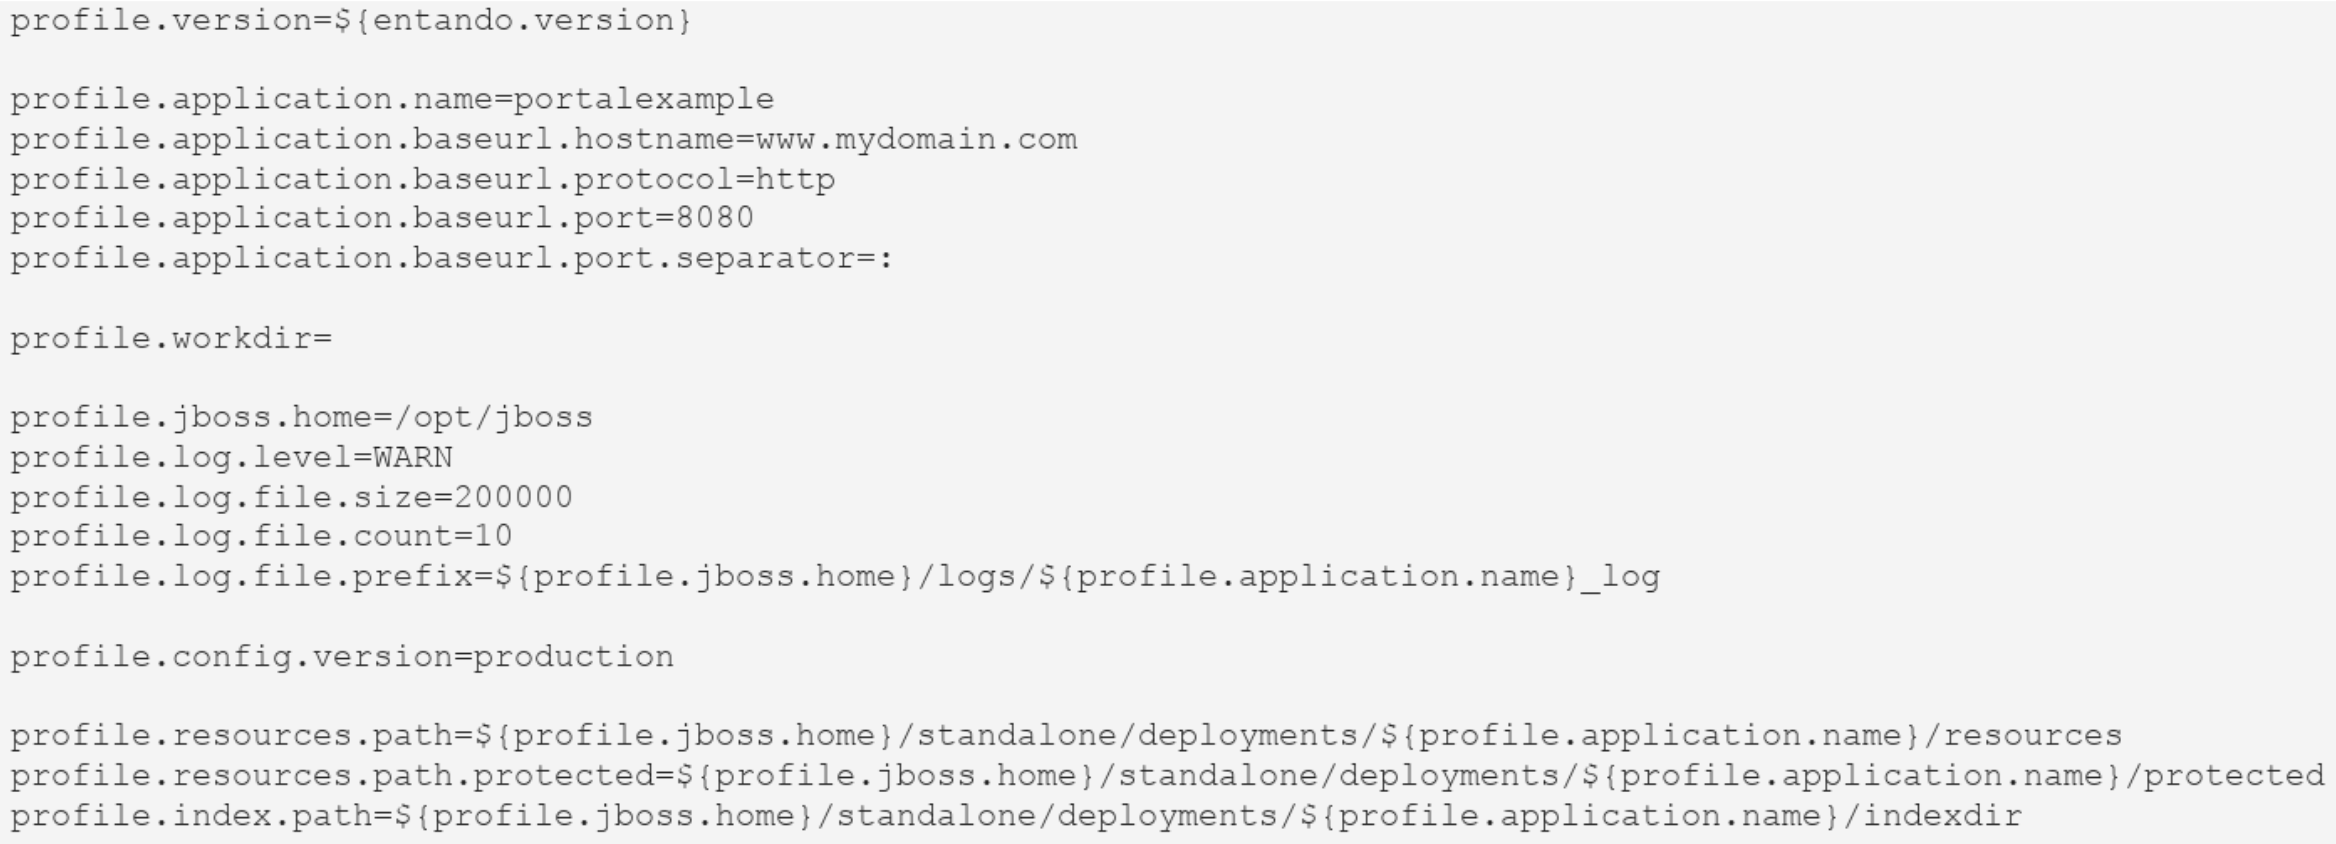 profile.version=${entando.version}
profile.application.name=portalexample
profile.application.baseurl.hostname=www.mydomain.com
profile.application.baseurl.protocol=http
profile.application.baseurl.port=8080
profile.application.baseurl.port.separator=:
profile.workdir=
profile.jboss.home=/opt/jboss
profile.log.level=WARN
profile.log.file.size=200000
profile.log.file.count=10
profile.log.file.prefix=${profile.jboss.home}/logs/${profile.application.name}_log
profile.config.version=production
profile.resources.path=${profile.jboss.home}/standalone/deployments/${profile.application.name}/resources
profile.resources.path.protected=${profile.jboss.home}/standalone/deployments/${profile.application.name}/protected
profile.index.path=${profile.jboss.home}/standalone/deployments/${profile.application.name}/indexdir